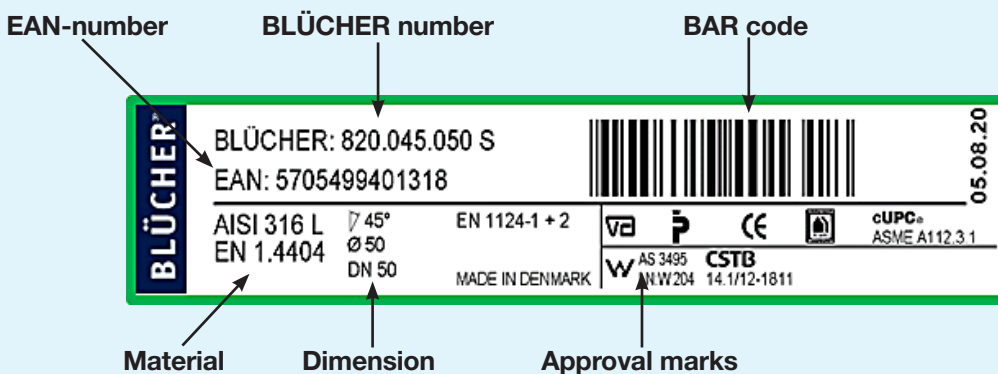 EAN-number
BLÜCHER number
BAR code
BLÜCHER®
BLÜCHER: 820.045.050 S
EAN: 5705499401318
05.08.20
AISI 316 L
EN 1.4404
45°
Ø 50
DN 50
EN 1124-1 + 2
MADE IN DENMARK
CE
cUPC®
ASME A112.3.1
AS 3495
W204
CSTB
14.1/12-1811
Material
Dimension
Approval marks